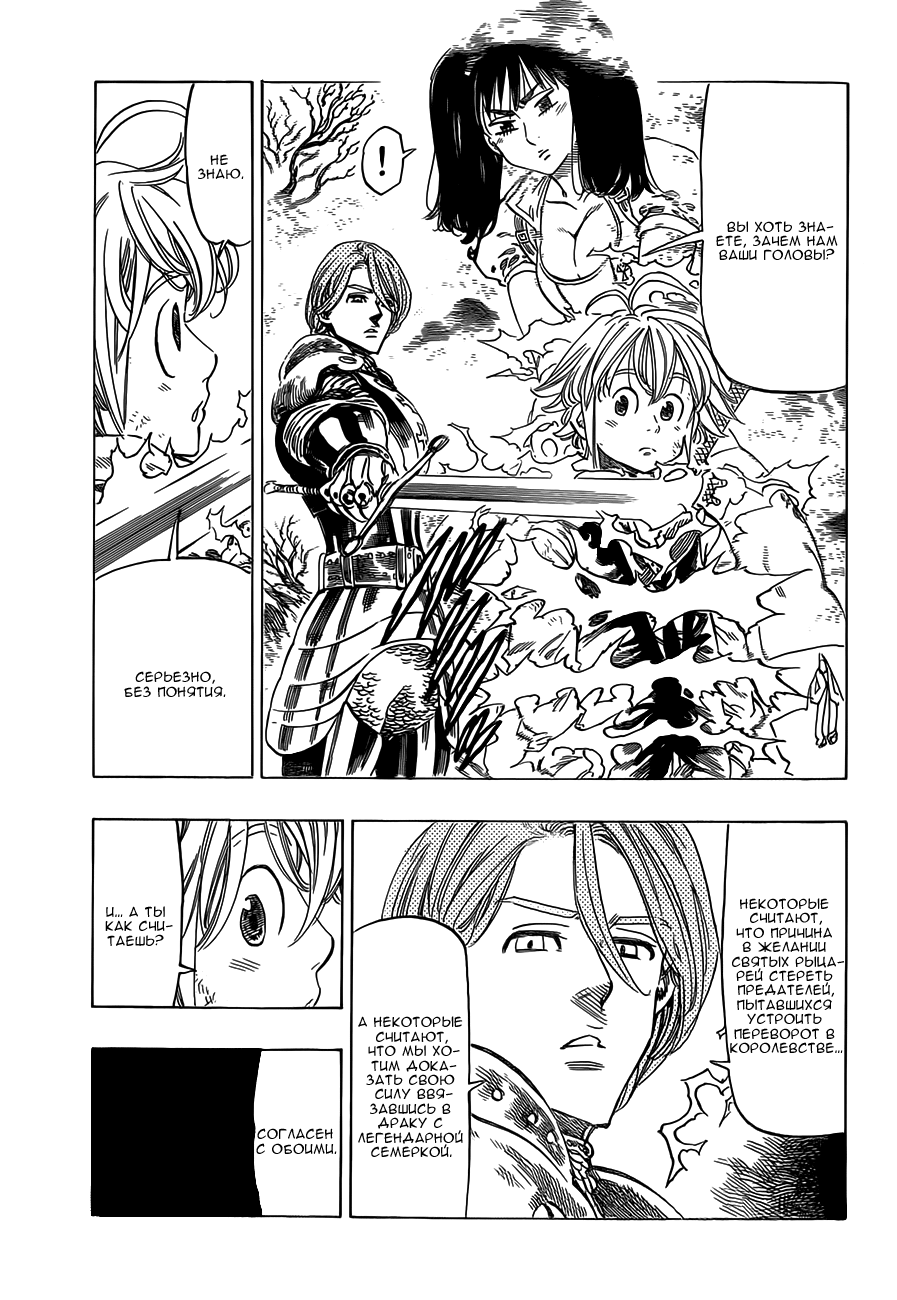 !
ВЫ ХОТЬ ЗНА-
ЕТЕ, ЗАЧЕМ НАМ
ВАШИ ГОЛОВЫ?
НЕ
ЗНАЮ.
СЕРЬЕЗНО,
БЕЗ ПОНЯТИЯ.
НЕКОТОРЫЕ
СЧИТАЮТ,
ЧТО ПРИЧИНА
В ЖЕЛАНИИ
СВЯТЫХ РЫЦА-
РЕЙ СТЕРЕТЬ
ПРЕДАТЕЛЕЙ,
ПЫТАВШИХСЯ
УСТРОИТЬ
ПЕРЕВОРОТ В
КОРОЛЕВСТВЕ...
А НЕКОТОРЫЕ
СЧИТАЮТ,
ЧТО МЫ ХО-
ТИМ ДОКА-
ЗАТЬ СВОЮ
СИЛУ ВВЯ-
ЗАВШИСЬ В
ДРАКУ С
ЛЕГЕНДАРНОЙ
СЕМЕРКОЙ.
И... А ТЫ
КАК СЧИ-
ТАЕШЬ?
СОГЛАСЕН
С ОБОИМИ.